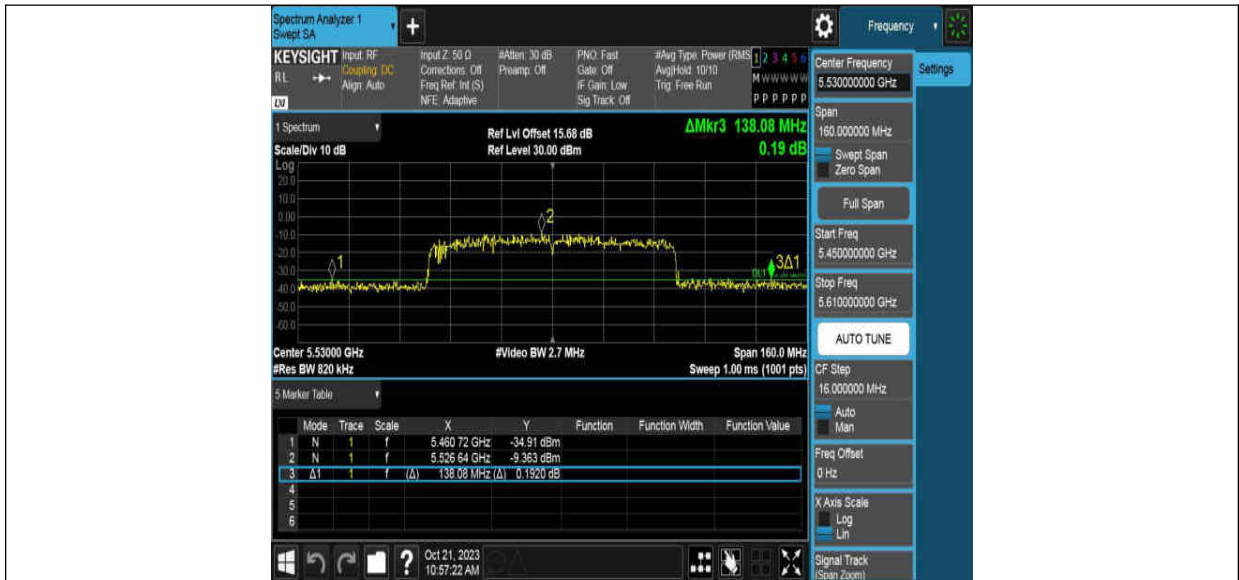 Spectrum Analyzer 1
Swept SA
Frequency
KEYSIGHT
RL
Input: RF
Coupling: DC
Align: Auto
Input Z: 50 Ω
Corrections: Off
Freq Ref: Int (S)
NFE: Adaptive
#Atten: 30 dB
Preamp: Off
PNO: Fast
Gate: Off
IF Gain: Low
Sig Track: Off
#Avg Type: Power (RMS
Avg|Hold: 10/10
Trig: Free Run
1 2 3 4 5 6
M W W W W W
P P P P P P
Center Frequency
5.530000000 GHz
Settings
1 Spectrum
Ref Lvl Offset 15.68 dB
ΔMkr3 138.08 MHz
Scale/Div 10 dB
Ref Level 30.00 dBm
0.19 dB
Span
160.000000 MHz
Swept Span
Zero Span
Full Span
Start Freq
5.450000000 GHz
Stop Freq
5.610000000 GHz
AUTO TUNE
CF Step
16.000000 MHz
Auto
Man
Freq Offset
0 Hz
X Axis Scale
Log
Lin
Signal Track
(Span Zoom)
Log
20.0
10.0
0.00
-10.0
-20.0
-30.0
-40.0
-50.0
-60.0
1
2
3Δ1
Center 5.53000 GHz
#Video BW 2.7 MHz
Span 160.0 MHz
#Res BW 820 kHz
Sweep 1.00 ms (1001 pts)
5 Marker Table
Mode Trace Scale X Y Function Function Width Function Value
1 N 1 f 5.460 72 GHz -34.91 dBm
2 N 1 f 5.526 64 GHz -9.363 dBm
3 Δ1 1 f (Δ) 138.08 MHz (Δ) 0.1920 dB
4
5
6
Oct 21, 2023
10:57:22 AM